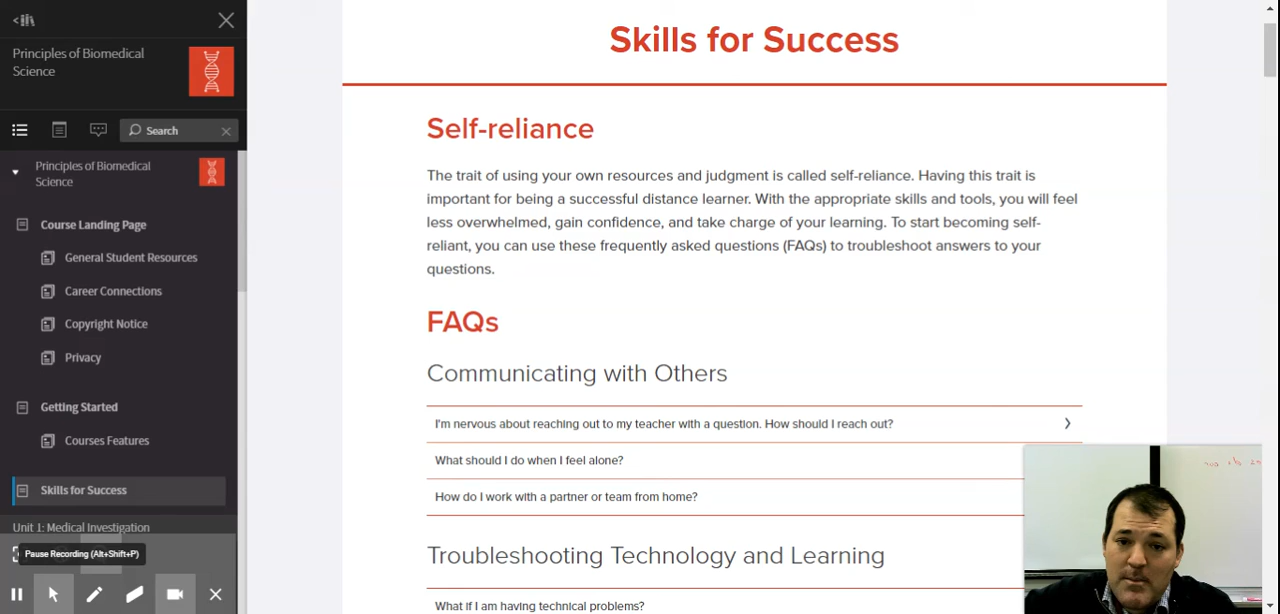 Principles of Biomedical
Science
Search
Principles of Biomedical
Science
Course Landing Page
General Student Resources
Career Connections
Copyright Notice
Privacy
Getting Started
Courses Features
Skills for Success
Unit 1: Medical Investigation
Pause Recording (Alt+Shift+P)
Skills for Success
Self-reliance
The trait of using your own resources and judgment is called self-reliance. Having this trait is
important for being a successful distance learner. With the appropriate skills and tools, you will feel
less overwhelmed, gain confidence, and take charge of your learning. To start becoming self-
reliant, you can use these frequently asked questions (FAQs) to troubleshoot answers to your
questions.
FAQs
Communicating with Others
I'm nervous about reaching out to my teacher with a question. How should I reach out?
What should I do when I feel alone?
How do I work with a partner or team from home?
Troubleshooting Technology and Learning
What if I am having technical problems?